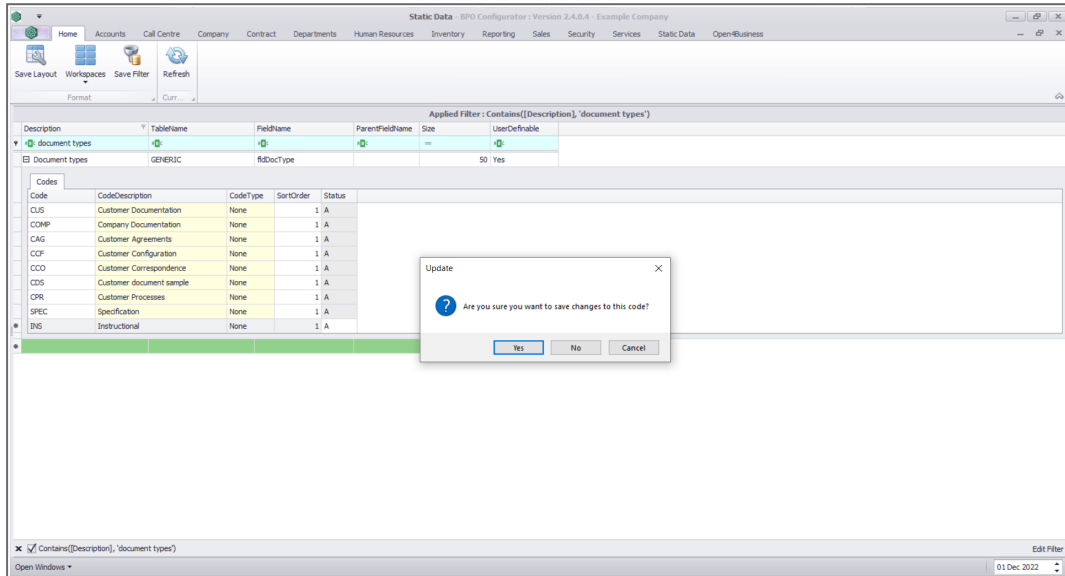 Static Data - BPO Configurator : Version 2.4.0.4 - Example Company
Home Accounts Call Centre Company Contract Departments Human Resources Inventory Reporting Sales Security Services Static Data Open4Business
Save Layout Workspaces Save Filter Refresh
Format Curr...
Applied Filter : Contains([Description], 'document types')
Description TableName FieldName ParentFieldName Size UserDefinable
document types =
Document types GENERIC fldDocType 50 Yes
Codes
Code CodeDescription CodeType SortOrder Status
CUS Customer Documentation None 1 A
COMP Company Documentation None 1 A
CAG Customer Agreements None 1 A
CCF Customer Configuration None 1 A
CCO Customer Correspondence None 1 A
CDS Customer document sample None 1 A
CPR Customer Processes None 1 A
SPEC Specification None 1 A
INS Instructional None 1 A
Update
Are you sure you want to save changes to this code?
Yes No Cancel
Contains([Description], 'document types') Edit Filter
Open Windows 01 Dec 2022